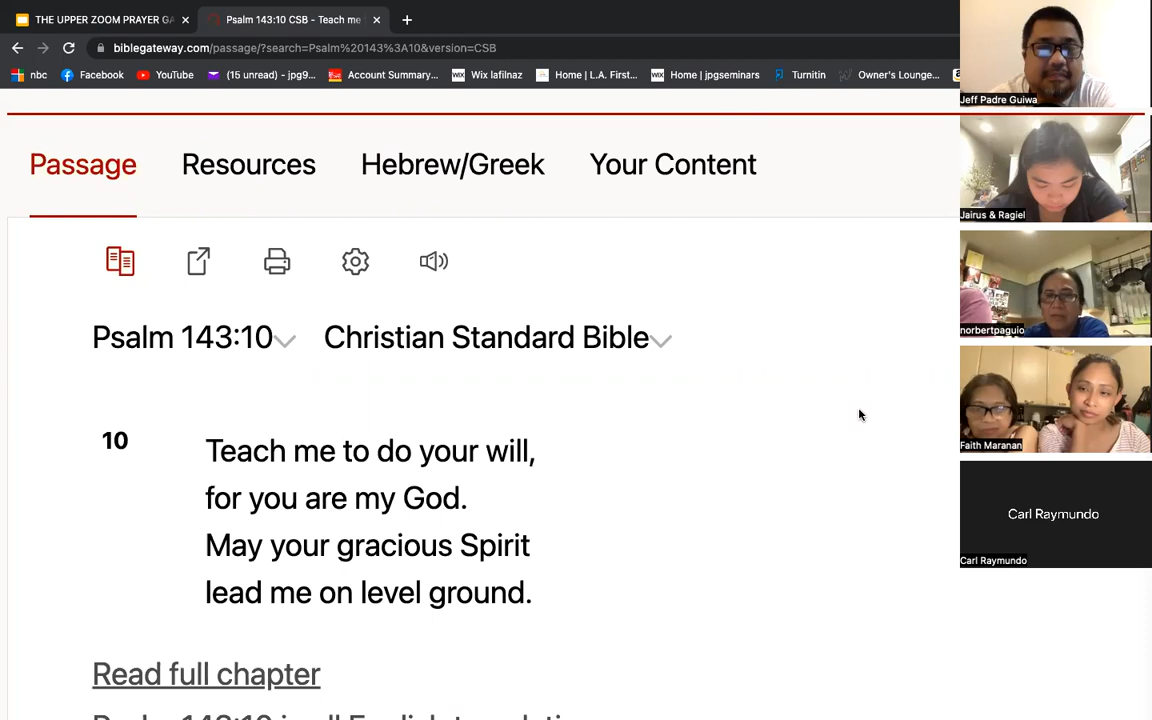 THE UPPER ZOOM PRAYER GA
Psalm 143:10 CSB - Teach me
biblegateway.com/passage/?search=Psalm%20143%3A10&version=CSB
nbc
Facebook
YouTube
(15 unread) - jpg9...
Account Summary...
Wix lafilnaz
Home | L.A. First...
Home | jpgseminars
Turnitin
Owner's Lounge...
Passage
Resources
Hebrew/Greek
Your Content
Psalm 143:10
Christian Standard Bible
10
Teach me to do your will,
for you are my God.
May your gracious Spirit
lead me on level ground.
Read full chapter
Jeff Padre Guiwa
Jairus & Ragiel
norbertpaguio
Faith Maranan
Carl Raymundo
Carl Raymundo